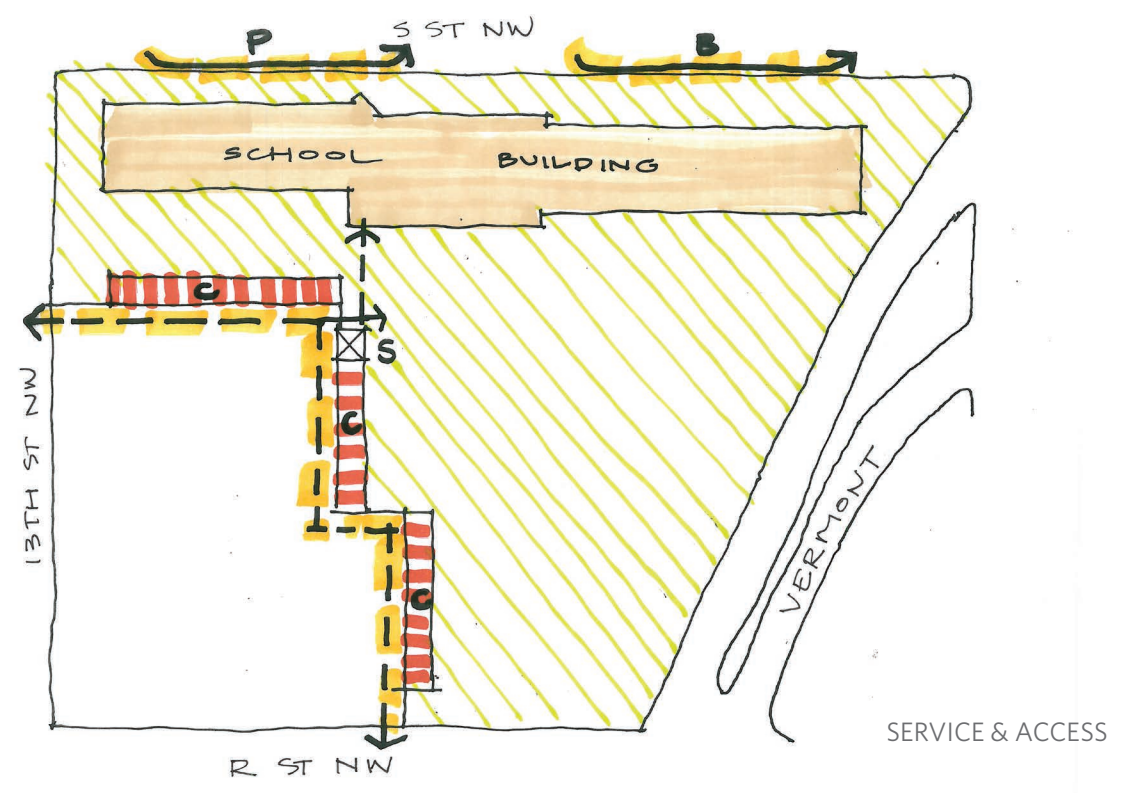 S ST NW
P
B
SCHOOL BUILDING
C
S
C
13TH ST NW
C
VERMONT
SERVICE & ACCESS
R ST NW